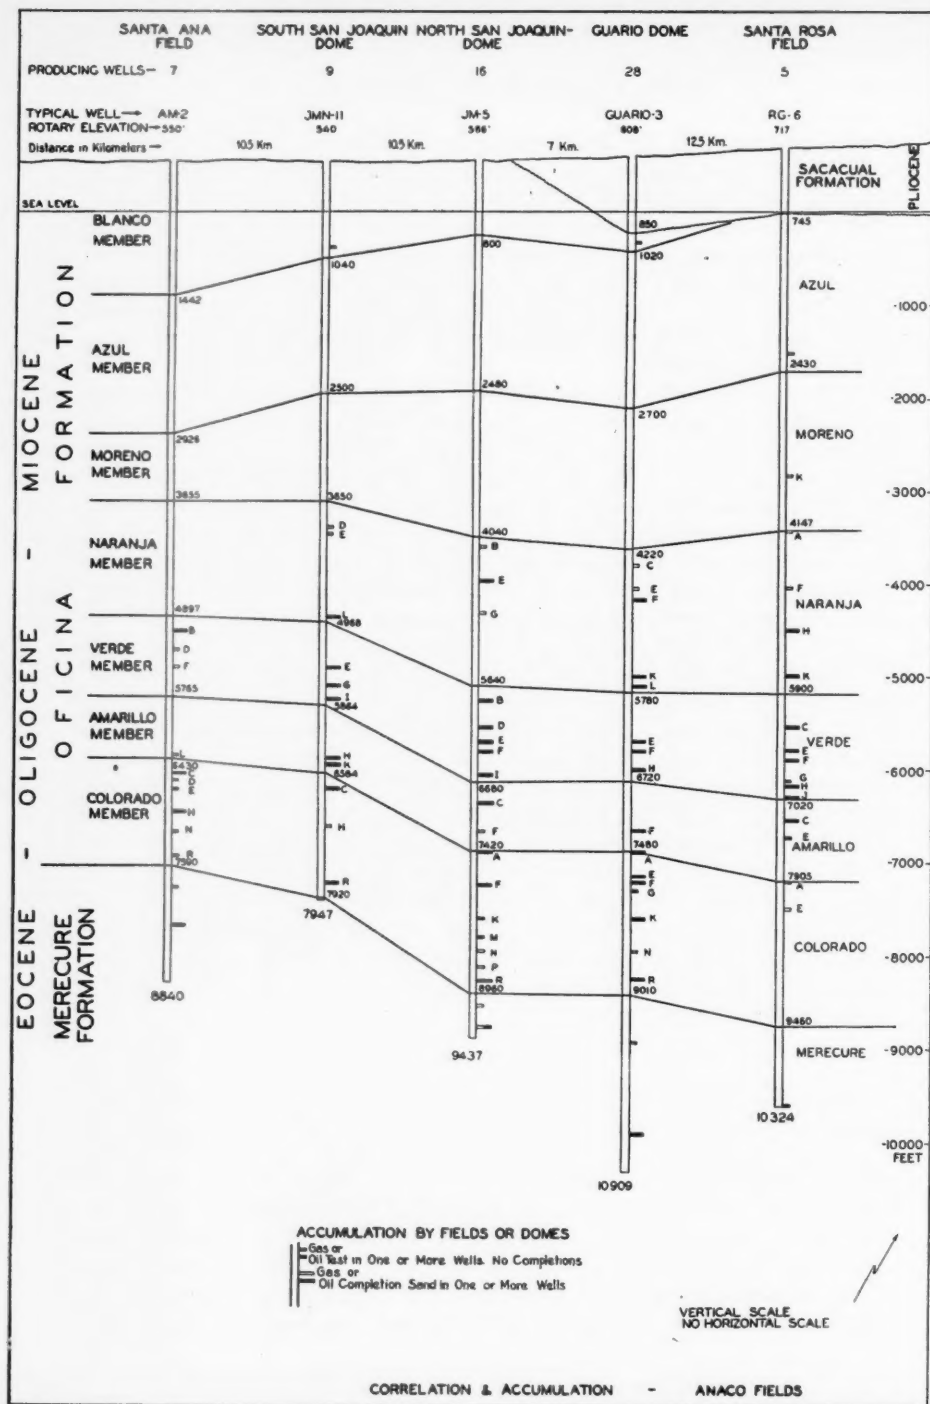 SANTA ANA FIELD
SOUTH SAN JOAQUIN DOME
NORTH SAN JOAQUIN- DOME
GUARIO DOME
SANTA ROSA FIELD
PRODUCING WELLS— 7 9 16 28 5
TYPICAL WELL→ AM-2 JMN-11 JM-5 GUARIO-3 RG-6
ROTARY ELEVATION→ 550' 540 586' 808' 717
Distance in Kilometers → 10.5 Km 10.5 Km. 7 Km. 12.5 Km.
PLIOCENE
SACACUAL FORMATION
SEA LEVEL
EOCENE - OLIGOCENE - MIOCENE
OFICINA FORMATION
MERECURE FORMATION
BLANCO MEMBER
AZUL MEMBER
MORENO MEMBER
NARANJA MEMBER
VERDE MEMBER
AMARILLO MEMBER
COLORADO MEMBER
1442
2926
3655
4897
B
D
F
5765
L
6430
C
D
E
H
N
R
7590
8840
1040
2500
3650
D
E
L
4968
E
G
I
5864
H
K
6584
C
H
R
7920
7947
800
2480
4040
B
E
G
5640
B
D
E
F
I
6680
C
F
7420
A
F
K
M
N
P
R
8960
9437
850
1020
2700
4220
C
E
F
K
L
5780
E
F
H
6720
F
7480
A
E
F
G
K
N
R
9010
10909
745
AZUL
2430
MORENO
K
4147
A
F
NARANJA
H
K
5900
C
VERDE
E
F
G
H
J
7020
C
E
AMARILLO
7905
A
E
COLORADO
9460
MERECURE
10324
-1000
-2000
-3000
-4000
-5000
-6000
-7000
-8000
-9000
-10000
FEET
ACCUMULATION BY FIELDS OR DOMES
Gas or
Oil Test in One or More Wells. No Completions
Gas or
Oil Completion Sand in One or More Wells
VERTICAL SCALE
NO HORIZONTAL SCALE
CORRELATION & ACCUMULATION - ANACO FIELDS